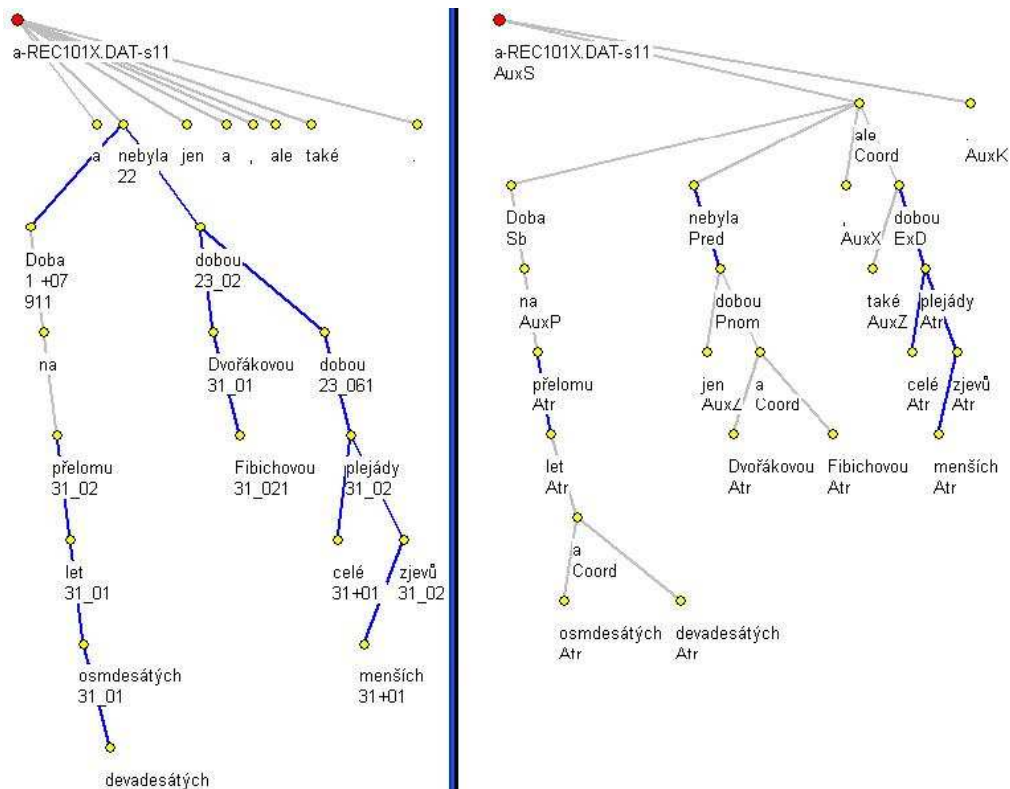 a-REC101X.DAT-s11
a nebyla jen a , ale také .
22
Doba
1 +07
911
dobou
23_02
na
Dvořákovou
31_01
dobou
23_061
přelomu
31_02
Fibichovou
31_021
plejády
31_02
let
31_01
celé
31+01
zjevů
31_02
osmdesátých
31_01
menších
31+01
devadesátých
a-REC101X.DAT-s11
AuxS
ale
Coord
.
AuxK
Doba
Sb
nebyla
Pred
,
AuxX
dobou
ExD
na
AuxP
dobou
Pnom
také
AuxZ
plejády
Atr
přelomu
Atr
jen
AuxZ
a
Coord
celé
Atr
zjevů
Atr
let
Atr
Dvořákovou
Atr
Fibichovou
Atr
menších
Atr
a
Coord
osmdesátých
Atr
devadesátých
Atr